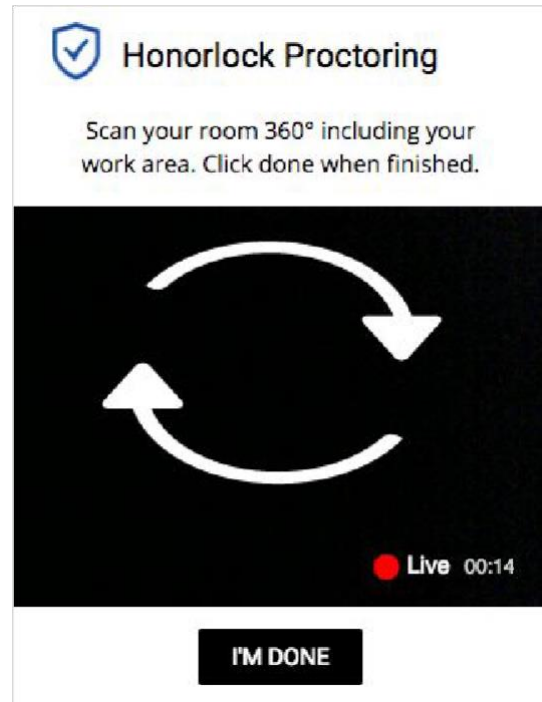 Honorlock Proctoring
Scan your room 360° including your
work area. Click done when finished.
Live 00:14
I'M DONE